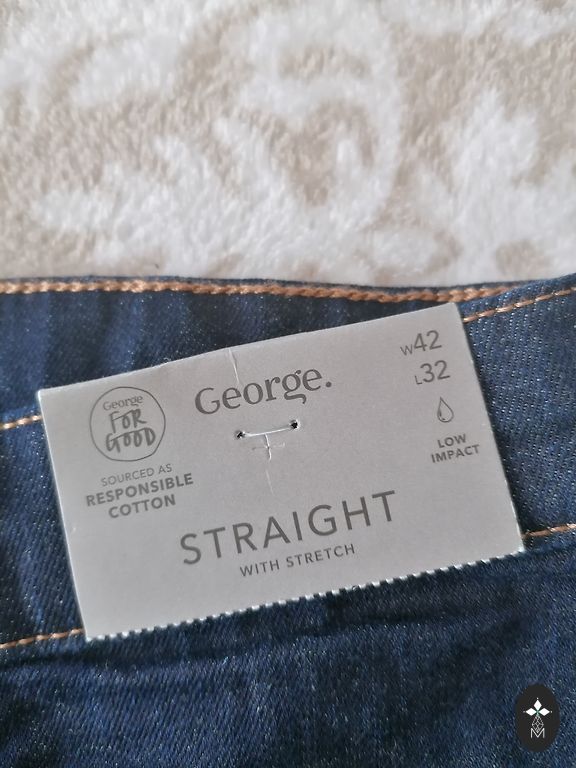 George.
W42
L32
George
FOR
GOOD
SOURCED AS
RESPONSIBLE
COTTON
LOW
IMPACT
STRAIGHT
WITH STRETCH
M